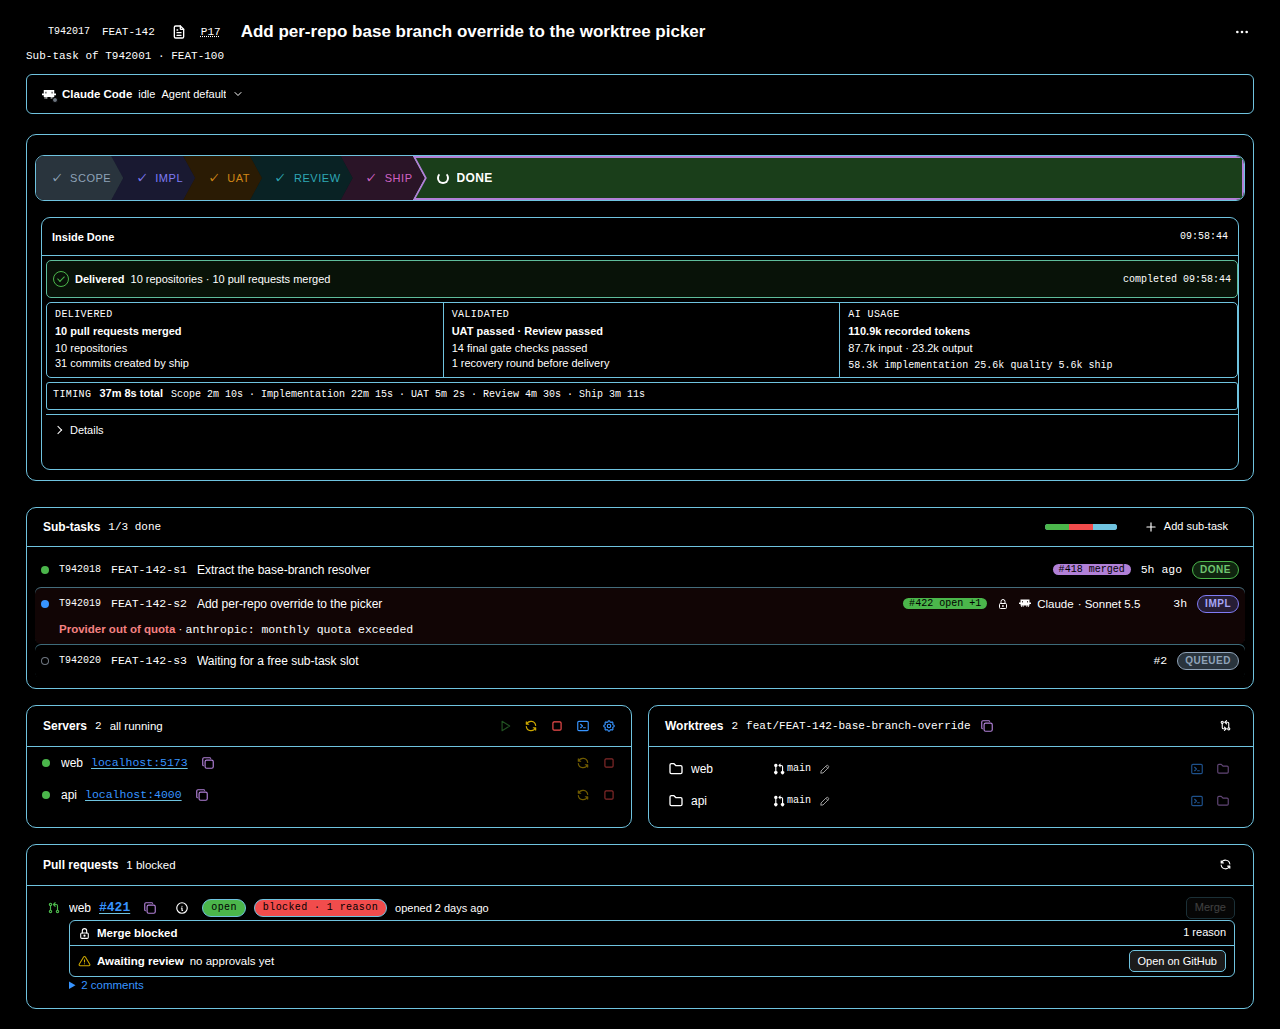 T942017 FEAT-142 P17 Add per-repo base branch override to the worktree picker
Sub-task of T942001 · FEAT-100
Claude Code idle Agent default
SCOPE IMPL UAT REVIEW SHIP DONE
Inside Done 09:58:44
Delivered 10 repositories · 10 pull requests merged completed 09:58:44
DELIVERED VALIDATED AI USAGE
10 pull requests merged UAT passed · Review passed 110.9k recorded tokens
10 repositories 14 final gate checks passed 87.7k input · 23.2k output
31 commits created by ship 1 recovery round before delivery 58.3k implementation 25.6k quality 5.6k ship
TIMING 37m 8s total Scope 2m 10s · Implementation 22m 15s · UAT 5m 2s · Review 4m 30s · Ship 3m 11s
Details
Sub-tasks 1/3 done Add sub-task
T942018 FEAT-142-s1 Extract the base-branch resolver #418 merged 5h ago DONE
T942019 FEAT-142-s2 Add per-repo override to the picker #422 open +1 Claude · Sonnet 5.5 3h IMPL
Provider out of quota · anthropic: monthly quota exceeded
T942020 FEAT-142-s3 Waiting for a free sub-task slot #2 QUEUED
Servers 2 all running
web localhost:5173
api localhost:4000
Worktrees 2 feat/FEAT-142-base-branch-override
web main
api main
Pull requests 1 blocked
web #421 open blocked · 1 reason opened 2 days ago Merge
Merge blocked 1 reason
Awaiting review no approvals yet Open on GitHub
2 comments